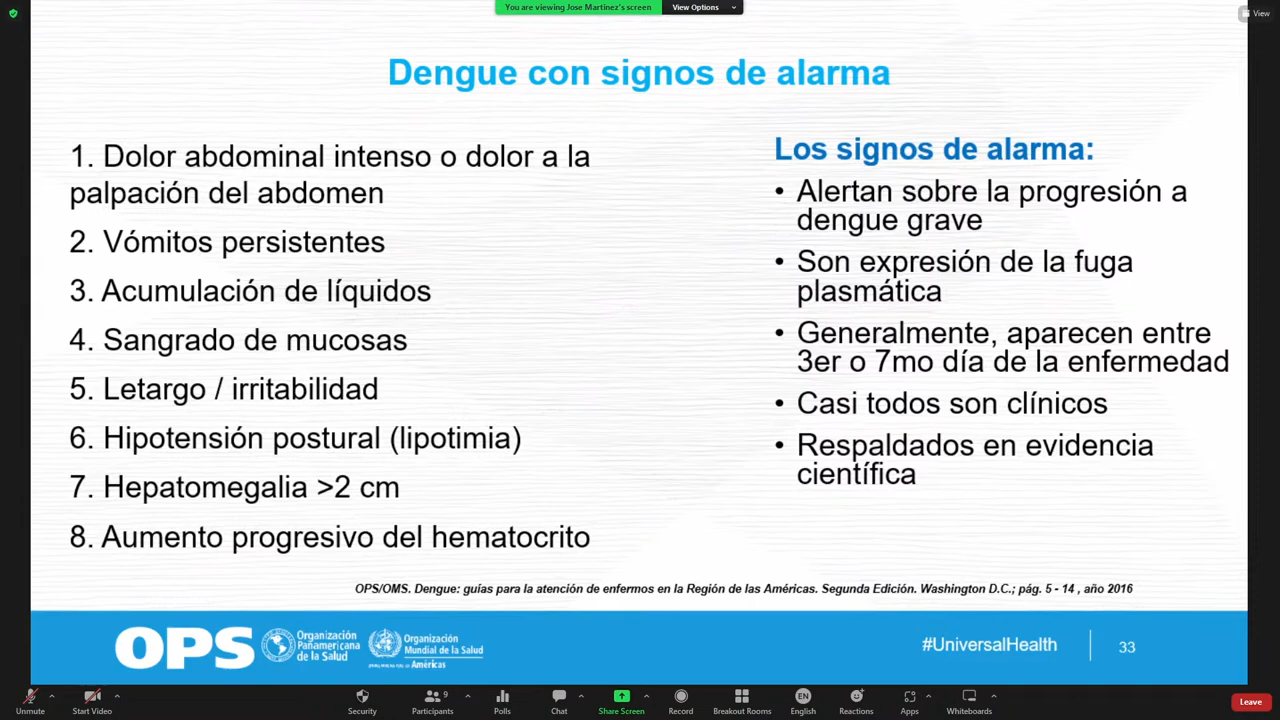 You are viewing Jose Martinez's screen
View Options
View
Dengue con signos de alarma
1. Dolor abdominal intenso o dolor a la
palpación del abdomen
2. Vómitos persistentes
3. Acumulación de líquidos
4. Sangrado de mucosas
5. Letargo / irritabilidad
6. Hipotensión postural (lipotimia)
7. Hepatomegalia >2 cm
8. Aumento progresivo del hematocrito
Los signos de alarma:
• Alertan sobre la progresión a
dengue grave
• Son expresión de la fuga
plasmática
• Generalmente, aparecen entre
3er o 7mo día de la enfermedad
• Casi todos son clínicos
• Respaldados en evidencia
científica
OPS/OMS. Dengue: guías para la atención de enfermos en la Región de las Américas. Segunda Edición. Washington D.C.; pág. 5 - 14 , año 2016
OPS
Organización
Panamericana
de la Salud
Organización
Mundial de la Salud
Américas
#UniversalHealth
33
Unmute
Start Video
Security
9
Participants
Polls
Chat
Share Screen
Record
Breakout Rooms
EN
English
Reactions
Apps
Whiteboards
Leave